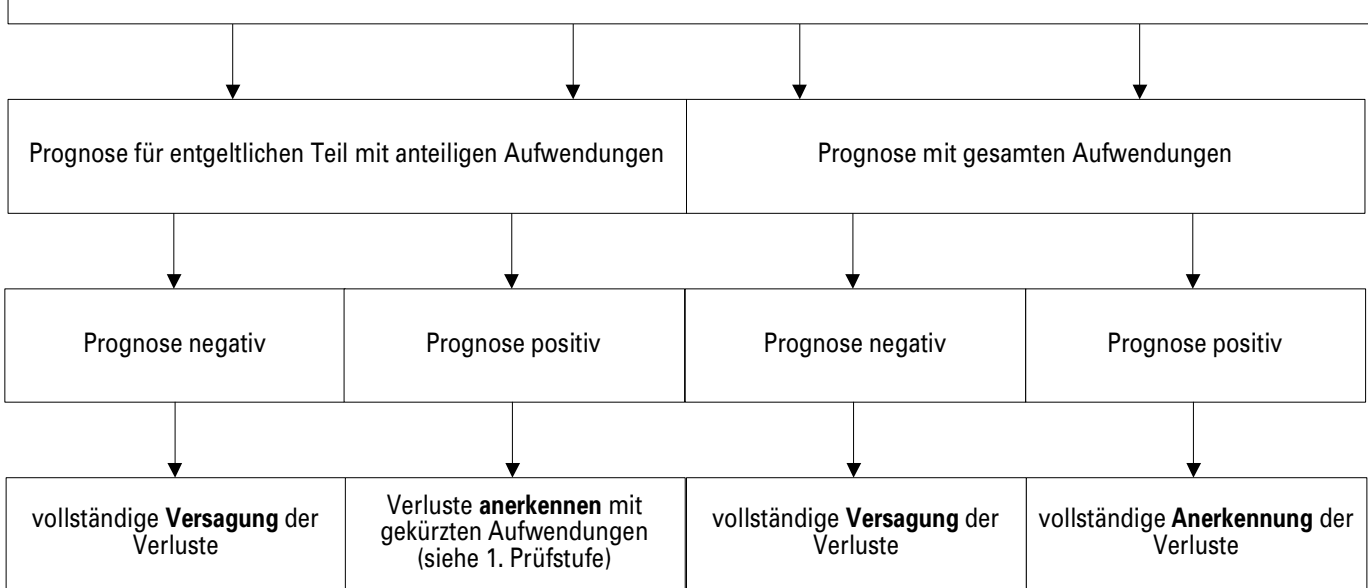 Prognose für entgeltlichen Teil mit anteiligen Aufwendungen
Prognose mit gesamten Aufwendungen
Prognose negativ
Prognose positiv
Prognose negativ
Prognose positiv
vollständige Versagung der
Verluste
Verluste anerkennen mit
gekürzten Aufwendungen
(siehe 1. Prüfstufe)
vollständige Versagung der
Verluste
vollständige Anerkennung der
Verluste